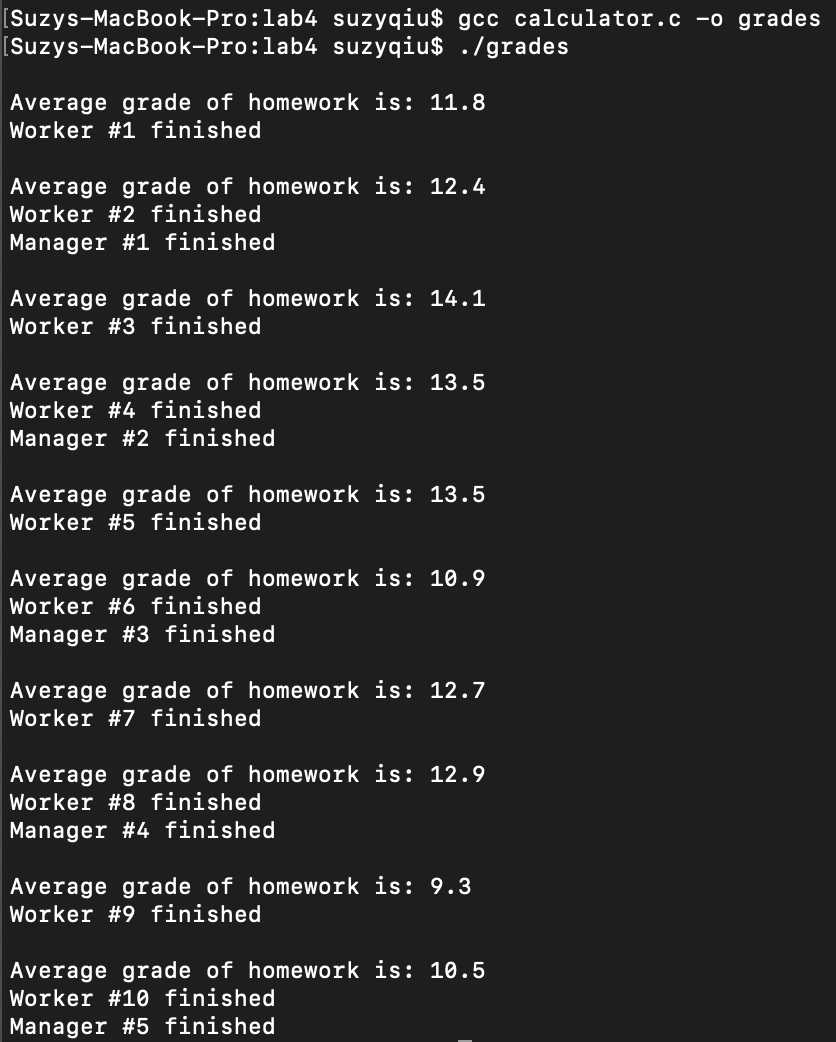 [Suzys-MacBook-Pro:lab4 suzyqiu$ gcc calculator.c -o grades
[Suzys-MacBook-Pro:lab4 suzyqiu$ ./grades
Average grade of homework is: 11.8
Worker #1 finished
Average grade of homework is: 12.4
Worker #2 finished
Manager #1 finished
Average grade of homework is: 14.1
Worker #3 finished
Average grade of homework is: 13.5
Worker #4 finished
Manager #2 finished
Average grade of homework is: 13.5
Worker #5 finished
Average grade of homework is: 10.9
Worker #6 finished
Manager #3 finished
Average grade of homework is: 12.7
Worker #7 finished
Average grade of homework is: 12.9
Worker #8 finished
Manager #4 finished
Average grade of homework is: 9.3
Worker #9 finished
Average grade of homework is: 10.5
Worker #10 finished
Manager #5 finished